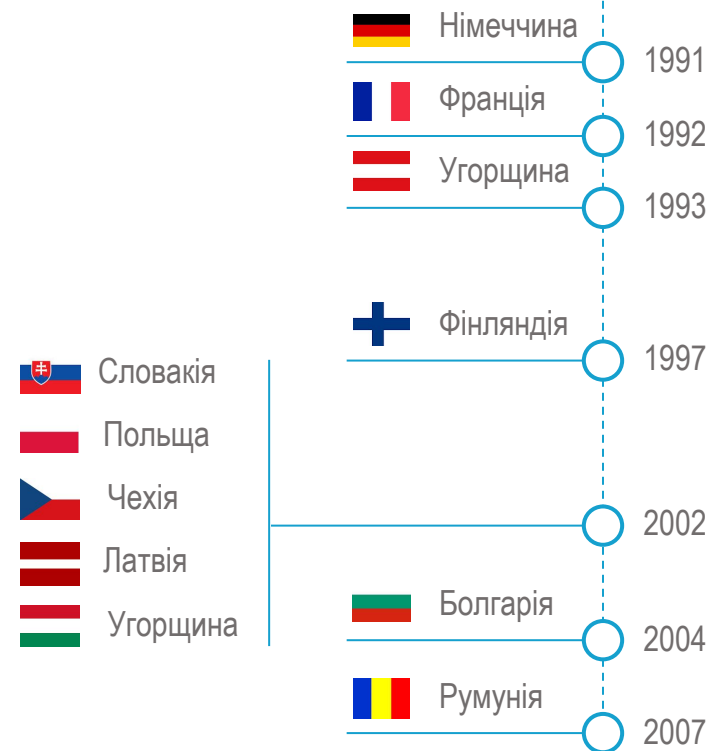 Німеччина
1991
Франція
1992
Угорщина
1993
Фінляндія
1997
Словакія
Польща
Чехія
Латвія
Угорщина
2002
Болгарія
2004
Румунія
2007